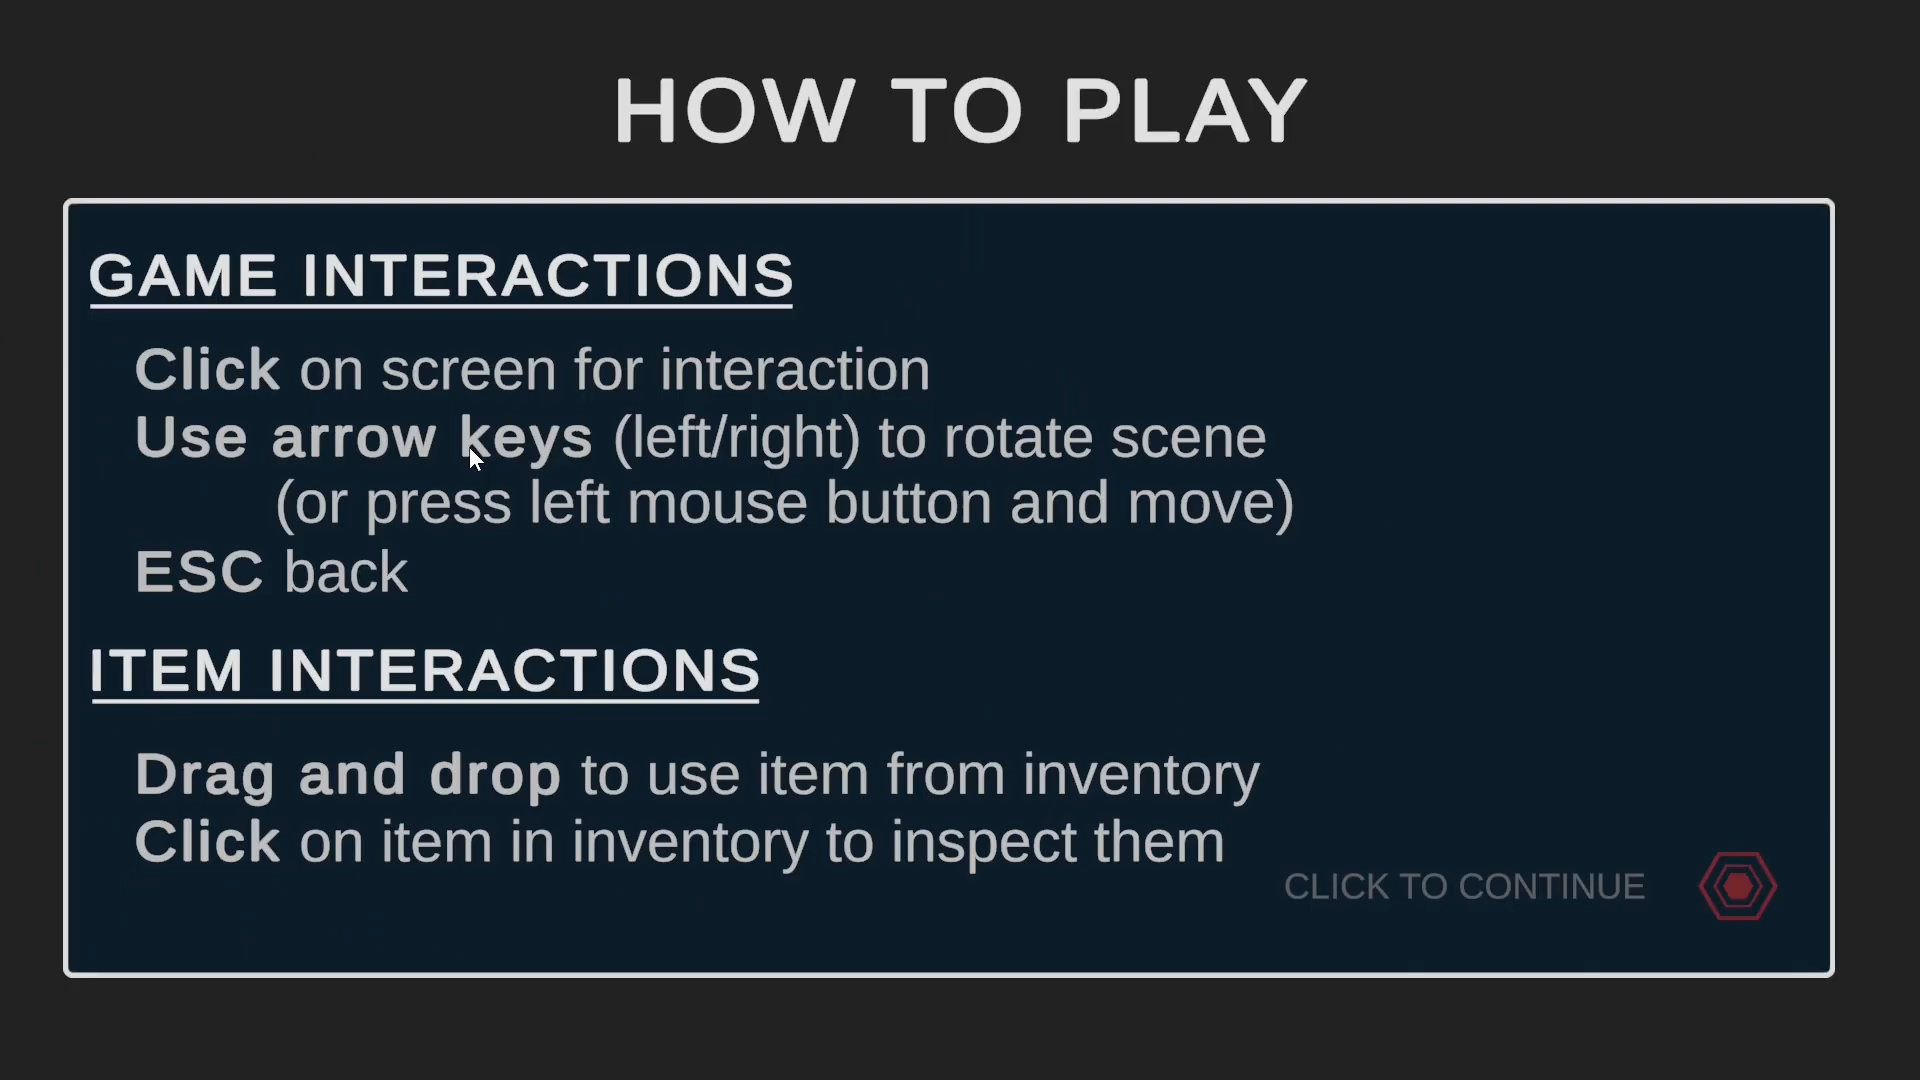 HOW TO PLAY
GAME INTERACTIONS
Click on screen for interaction
Use arrow keys (left/right) to rotate scene
(or press left mouse button and move)
ESC back
ITEM INTERACTIONS
Drag and drop to use item from inventory
Click on item in inventory to inspect them
CLICK TO CONTINUE